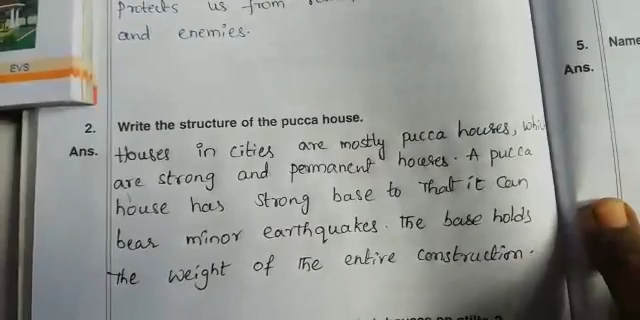 protects us from
and enemies.
EVS
5. Name
Ans.
2. Write the structure of the pucca house.
Ans. Houses in cities are mostly pucca houses, whi
are strong and permanent houses. A pucca
house has strong base to that it can
bear minor earthquakes. The base holds
the weight of the entire construction.